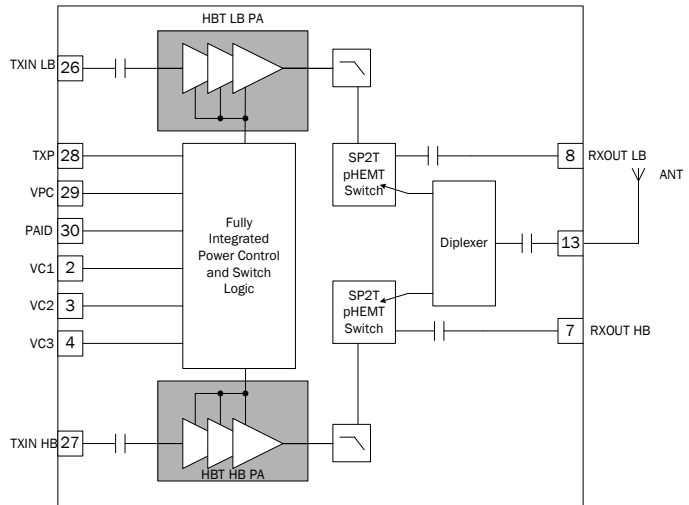 HBT LB PA
TXIN LB 26
TXP 28
VPC 29
PAID 30
VC1 2
VC2 3
VC3 4
TXIN HB 27
Fully
Integrated
Power Control
and Switch
Logic
HBT HB PA
SP2T
pHEMT
Switch
SP2T
pHEMT
Switch
Diplexer
8 RXOUT LB
ANT
13
7 RXOUT HB